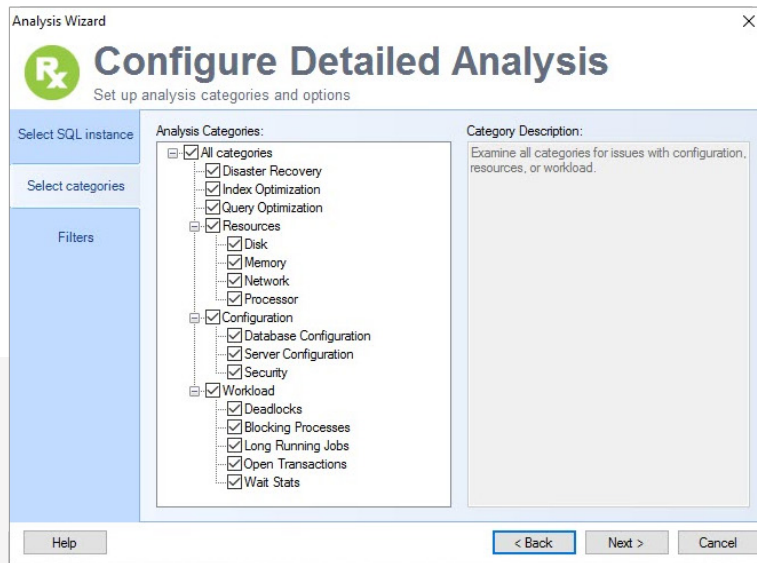 Analysis Wizard
Rx
Configure Detailed Analysis
Set up analysis categories and options
Select SQL instance
Select categories
Filters
Analysis Categories:
All categories
Disaster Recovery
Index Optimization
Query Optimization
Resources
Disk
Memory
Network
Processor
Configuration
Database Configuration
Server Configuration
Security
Workload
Deadlocks
Blocking Processes
Long Running Jobs
Open Transactions
Wait Stats
Category Description:
Examine all categories for issues with configuration,
resources, or workload.
Help
< Back
Next >
Cancel